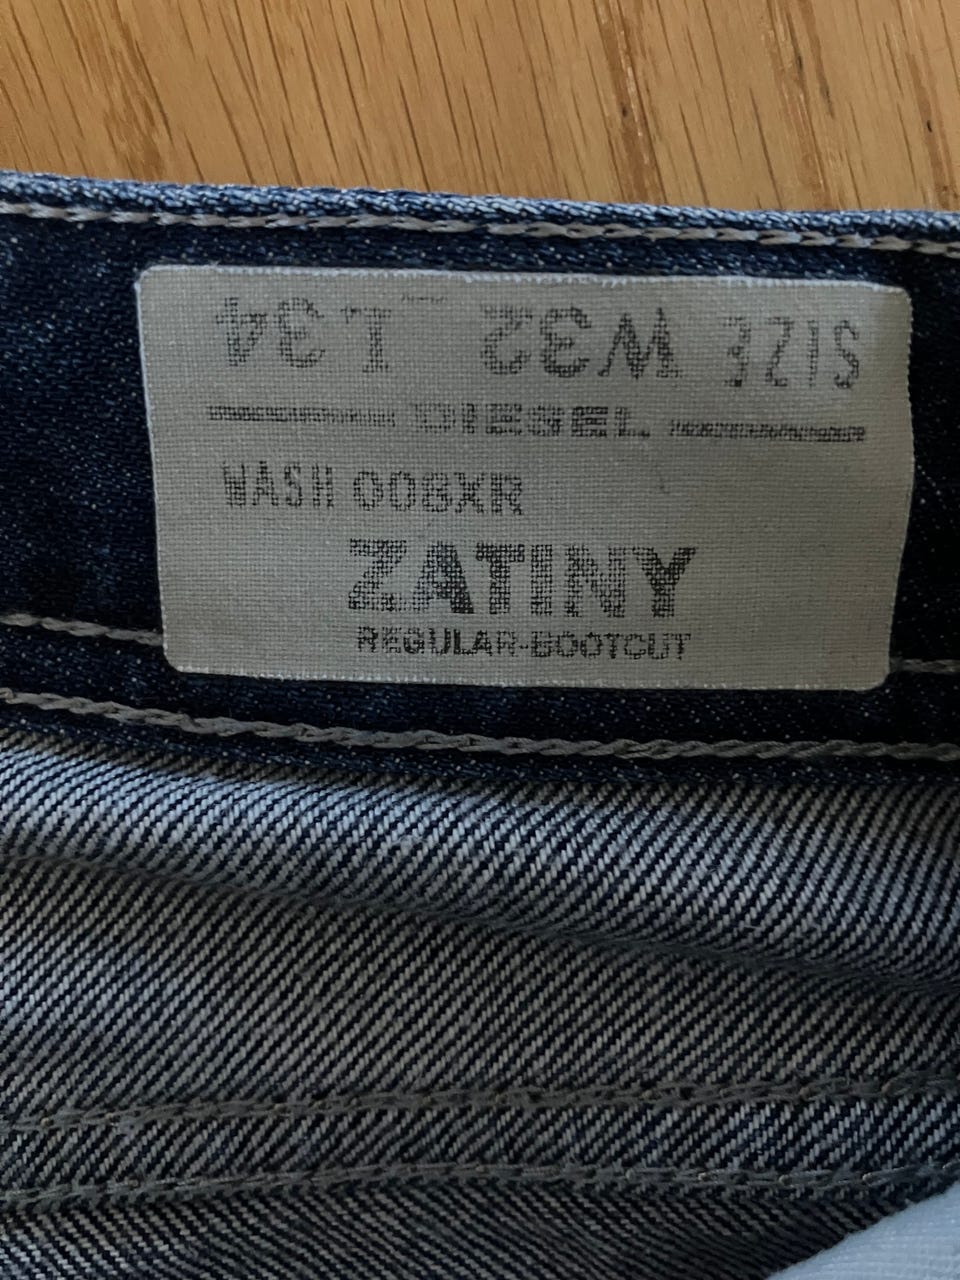 SIZE W32 L34
DIESEL
WASH 008XR
ZATINY
REGULAR-BOOTCUT